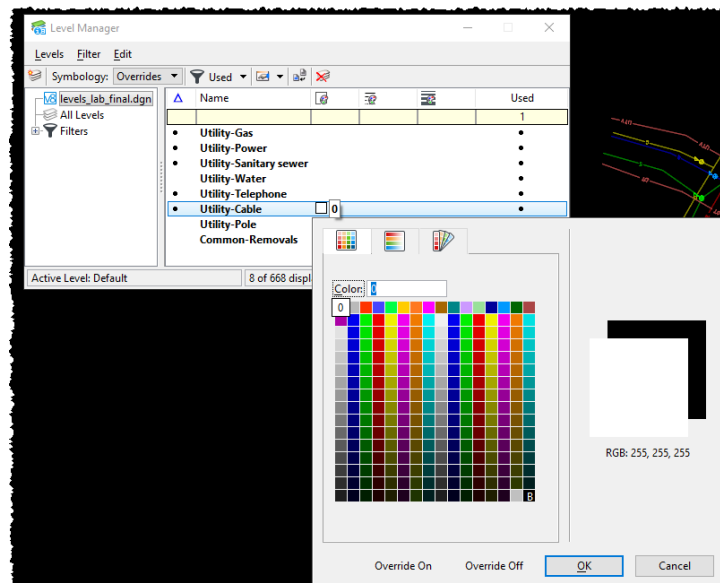 Level Manager
Levels Filter Edit
Symbology: Overrides Used
levels_lab_final.dgn
All Levels
Filters
Name Used
1
Utility-Gas
Utility-Power
Utility-Sanitary sewer
Utility-Water
Utility-Telephone
Utility-Cable 0
Utility-Pole
Common-Removals
Active Level: Default 8 of 668 displ
Color: 0
0
B
RGB: 255, 255, 255
Override On Override Off OK Cancel